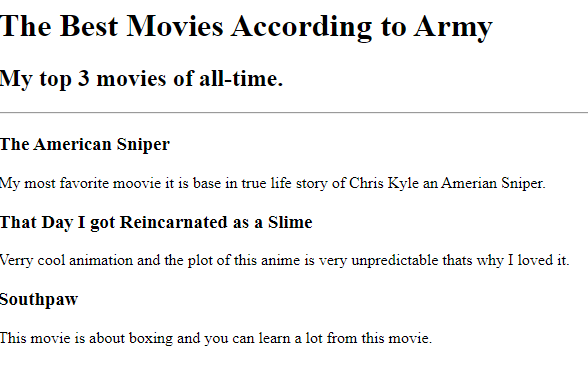 The Best Movies According to Army
My top 3 movies of all-time.
The American Sniper
My most favorite moovie it is base in true life story of Chris Kyle an Amerian Sniper.
That Day I got Reincarnated as a Slime
Verry cool animation and the plot of this anime is very unpredictable thats why I loved it.
Southpaw
This movie is about boxing and you can learn a lot from this movie.